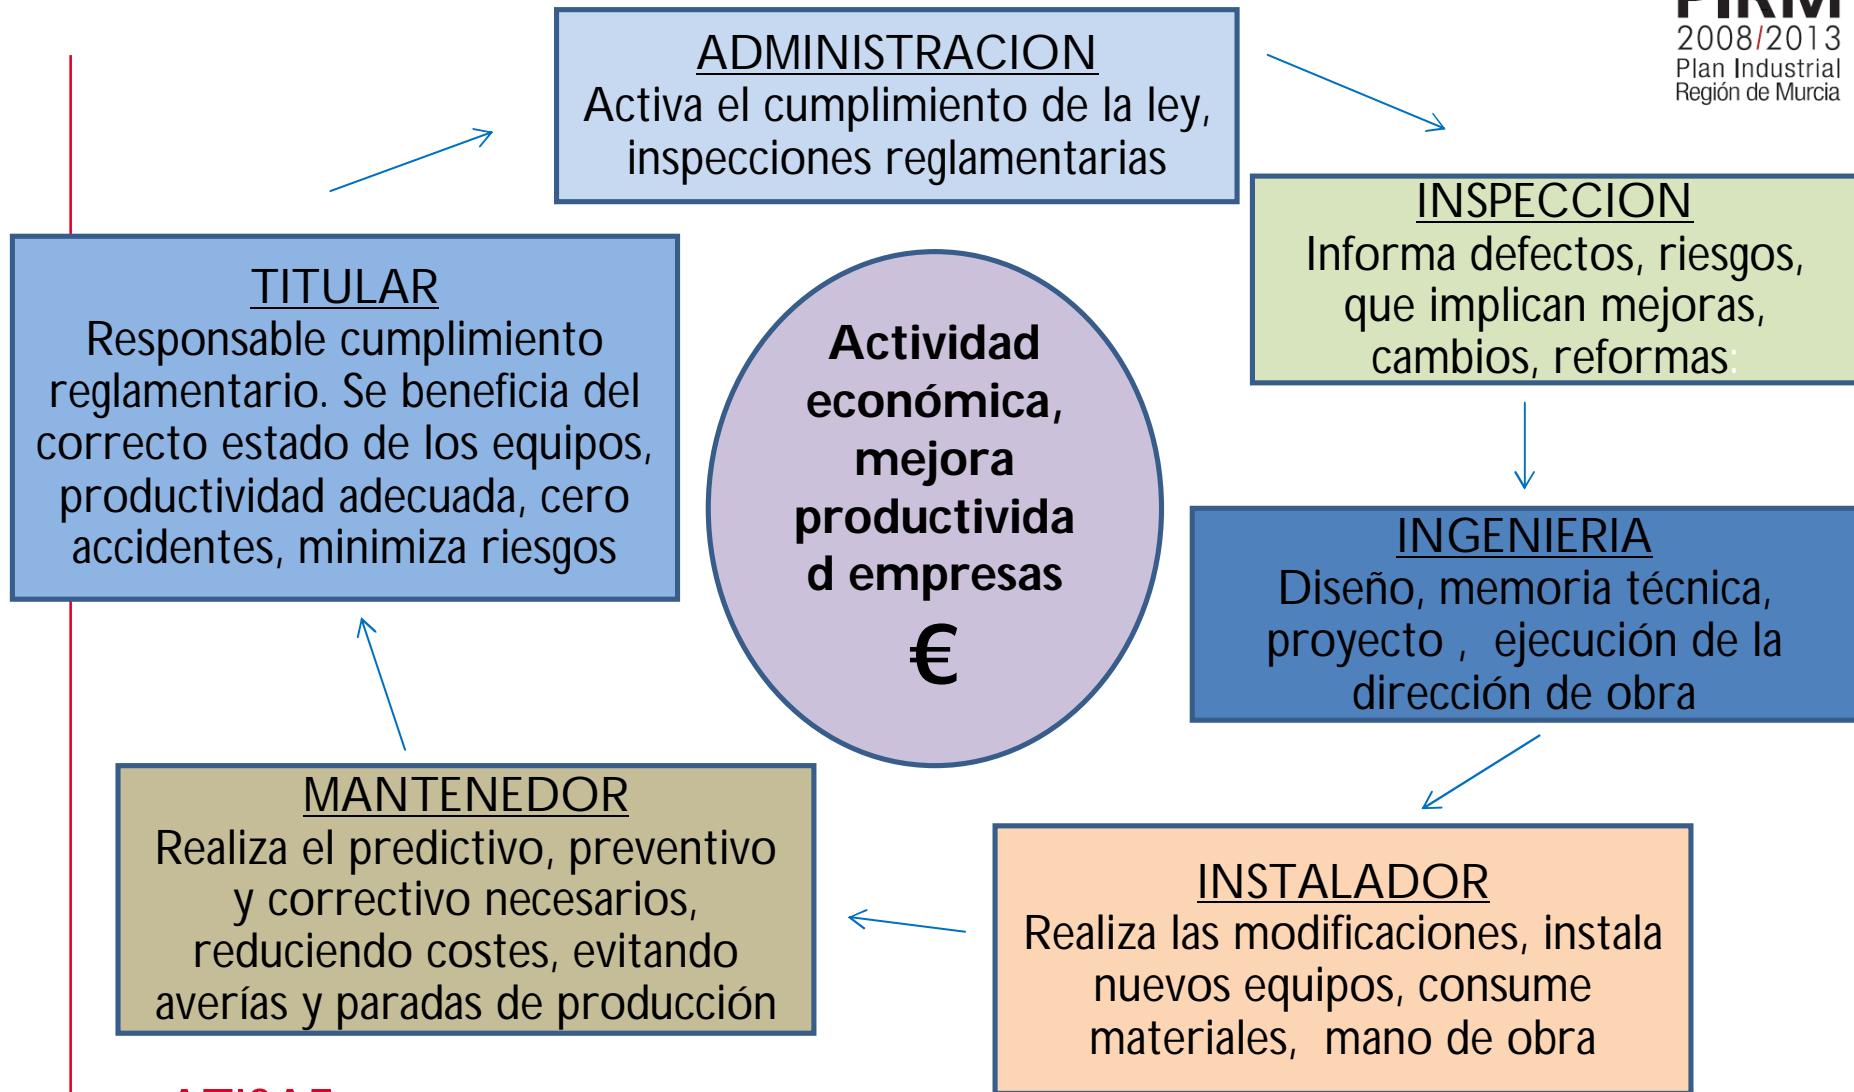 PIRM
2008/2013
Plan Industrial
Región de Murcia
ADMINISTRACION
Activa el cumplimiento de la ley,
inspecciones reglamentarias
INSPECCION
Informa defectos, riesgos,
que implican mejoras,
cambios, reformas.
TITULAR
Responsable cumplimiento
reglamentario. Se beneficia del
correcto estado de los equipos,
productividad adecuada, cero
accidentes, minimiza riesgos
Actividad
económica,
mejora
productivida
d empresas
€
INGENIERIA
Diseño, memoria técnica,
proyecto , ejecución de la
dirección de obra
MANTENEDOR
Realiza el predictivo, preventivo
y correctivo necesarios,
reduciendo costes, evitando
averías y paradas de producción
INSTALADOR
Realiza las modificaciones, instala
nuevos equipos, consume
materiales, mano de obra